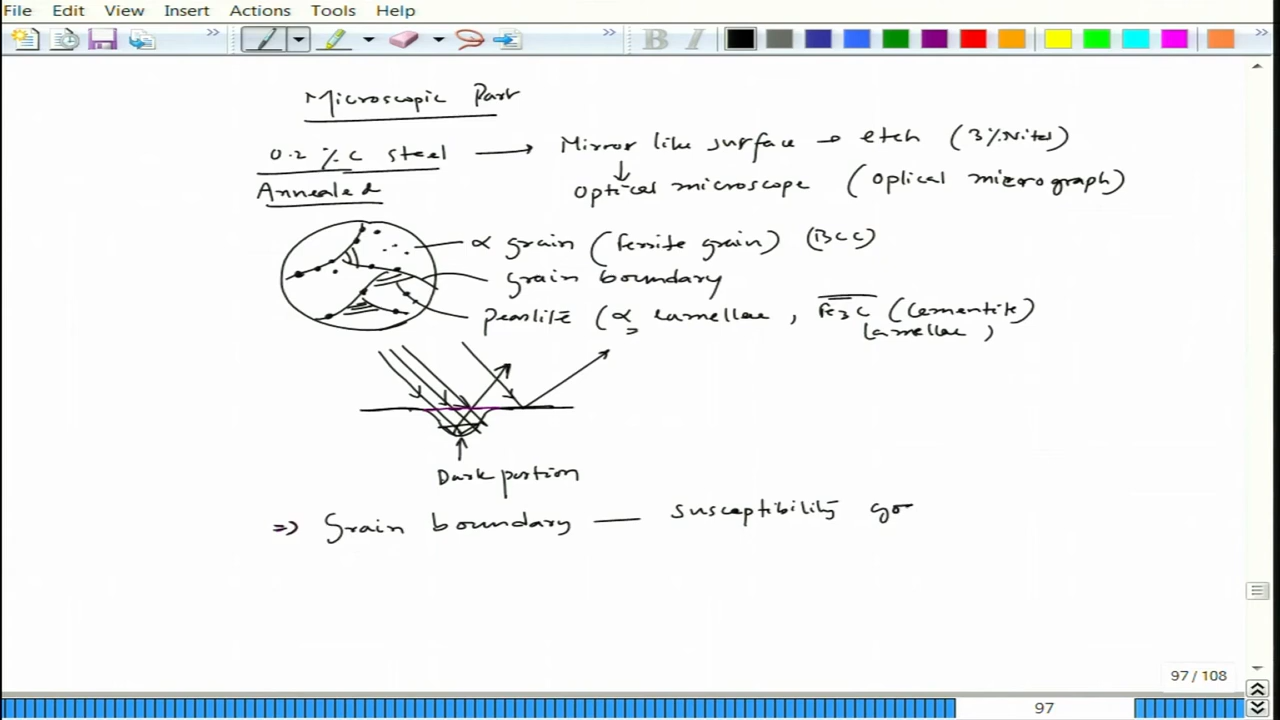 File Edit View Insert Actions Tools Help
Microscopic Part
0.2 % C steel → Mirror like surface → etch (3% Nital)
Annealed
Optical microscope (Optical micrograph)
α grain (ferrite grain) (BCC)
grain boundary
pearlite (α lamellae, Fe3C (cementite)
lamellae,)
Dark portion
⇒ Grain boundary — susceptibility go
97 / 108
97